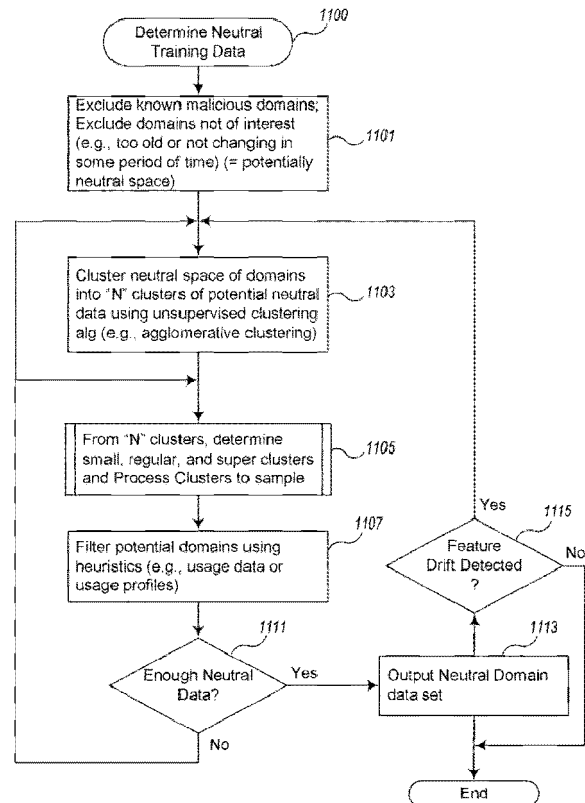 1100
Determine Neutral
Training Data
Exclude known malicious domains;
Exclude domains not of interest
(e.g., too old or not changing in
some period of time) (= potentially
neutral space)
1101
Cluster neutral space of domains
into "N" clusters of potential neutral
data using unsupervised clustering
alg (e.g., agglomerative clustering)
1103
From "N" clusters, determine
small, regular, and super clusters
and Process Clusters to sample
1105
Filter potential domains using
heuristics (e.g., usage data or
usage profiles)
1107
Yes
1115
Feature
Drift Detected
?
No
1111
Enough Neutral
Data?
Yes
No
1113
Output Neutral Domain
data set
End